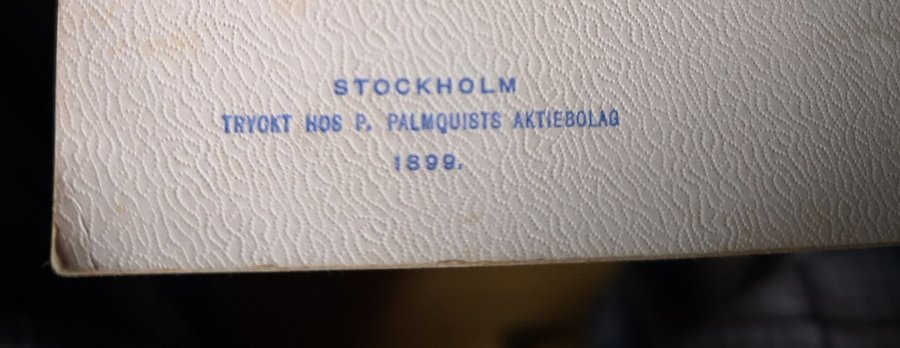 STOCKHOLM
TRYCKT HOS P. PALMQUISTS AKTIEBOLAG
1899.